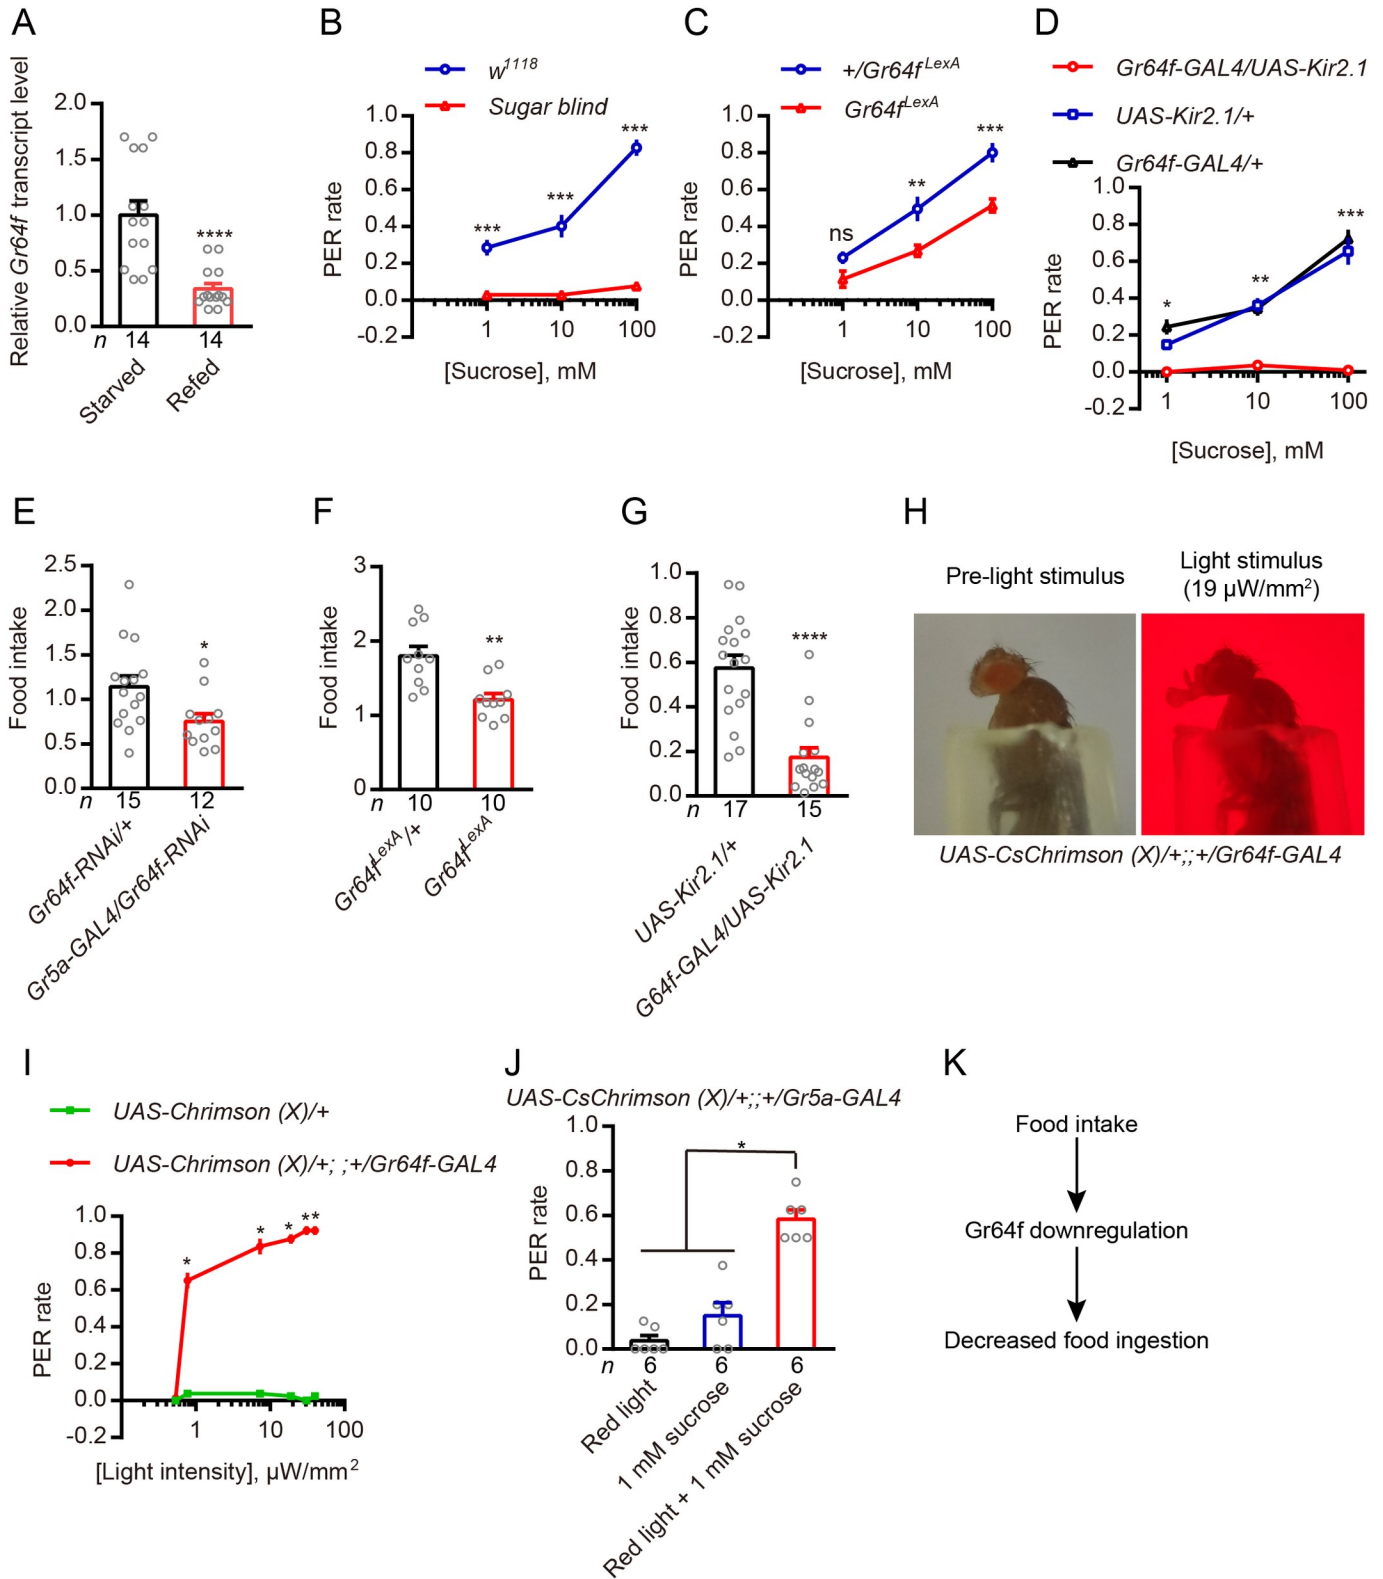 A
Relative Gr64f transcript level
2.0
1.5
1.0
0.5
0.0
****
n 14 14
Starved
Refed
B
w1118
Sugar blind
PER rate
1.0
0.8
0.6
0.4
0.2
0.0
-0.2
***
***
***
1 10 100
[Sucrose], mM
C
+/Gr64f LexA
Gr64fLexA
PER rate
1.0
0.8
0.6
0.4
0.2
0.0
-0.2
ns
**
***
1 10 100
[Sucrose], mM
D
Gr64f-GAL4/UAS-Kir2.1
UAS-Kir2.1/+
Gr64f-GAL4/+
PER rate
1.0
0.8
0.6
0.4
0.2
0.0
-0.2
*
**
***
1 10 100
[Sucrose], mM
E
Food intake
2.5
2.0
1.5
1.0
0.5
0.0
*
n 15 12
Gr64f-RNAi/+
Gr5a-GAL4/Gr64f-RNAi
F
Food intake
3
2
1
0
**
n 10 10
Gr64fLexA/+
Gr64fLexA
G
Food intake
1.0
0.8
0.6
0.4
0.2
0.0
****
n 17 15
UAS-Kir2.1/+
G64f-GAL4/UAS-Kir2.1
H
Pre-light stimulus
Light stimulus
(19 µW/mm2)
UAS-CsChrimson (X)/+;;+/Gr64f-GAL4
I
UAS-Chrimson (X)/+
UAS-Chrimson (X)/+; ;+/Gr64f-GAL4
PER rate
1.0
0.8
0.6
0.4
0.2
0.0
-0.2
*
*
*
**
1 10 100
[Light intensity], µW/mm2
J
UAS-CsChrimson (X)/+;;+/Gr5a-GAL4
PER rate
1.0
0.8
0.6
0.4
0.2
0.0
*
n 6 6 6
Red light
1 mM sucrose
Red light + 1 mM sucrose
K
Food intake
Gr64f downregulation
Decreased food ingestion